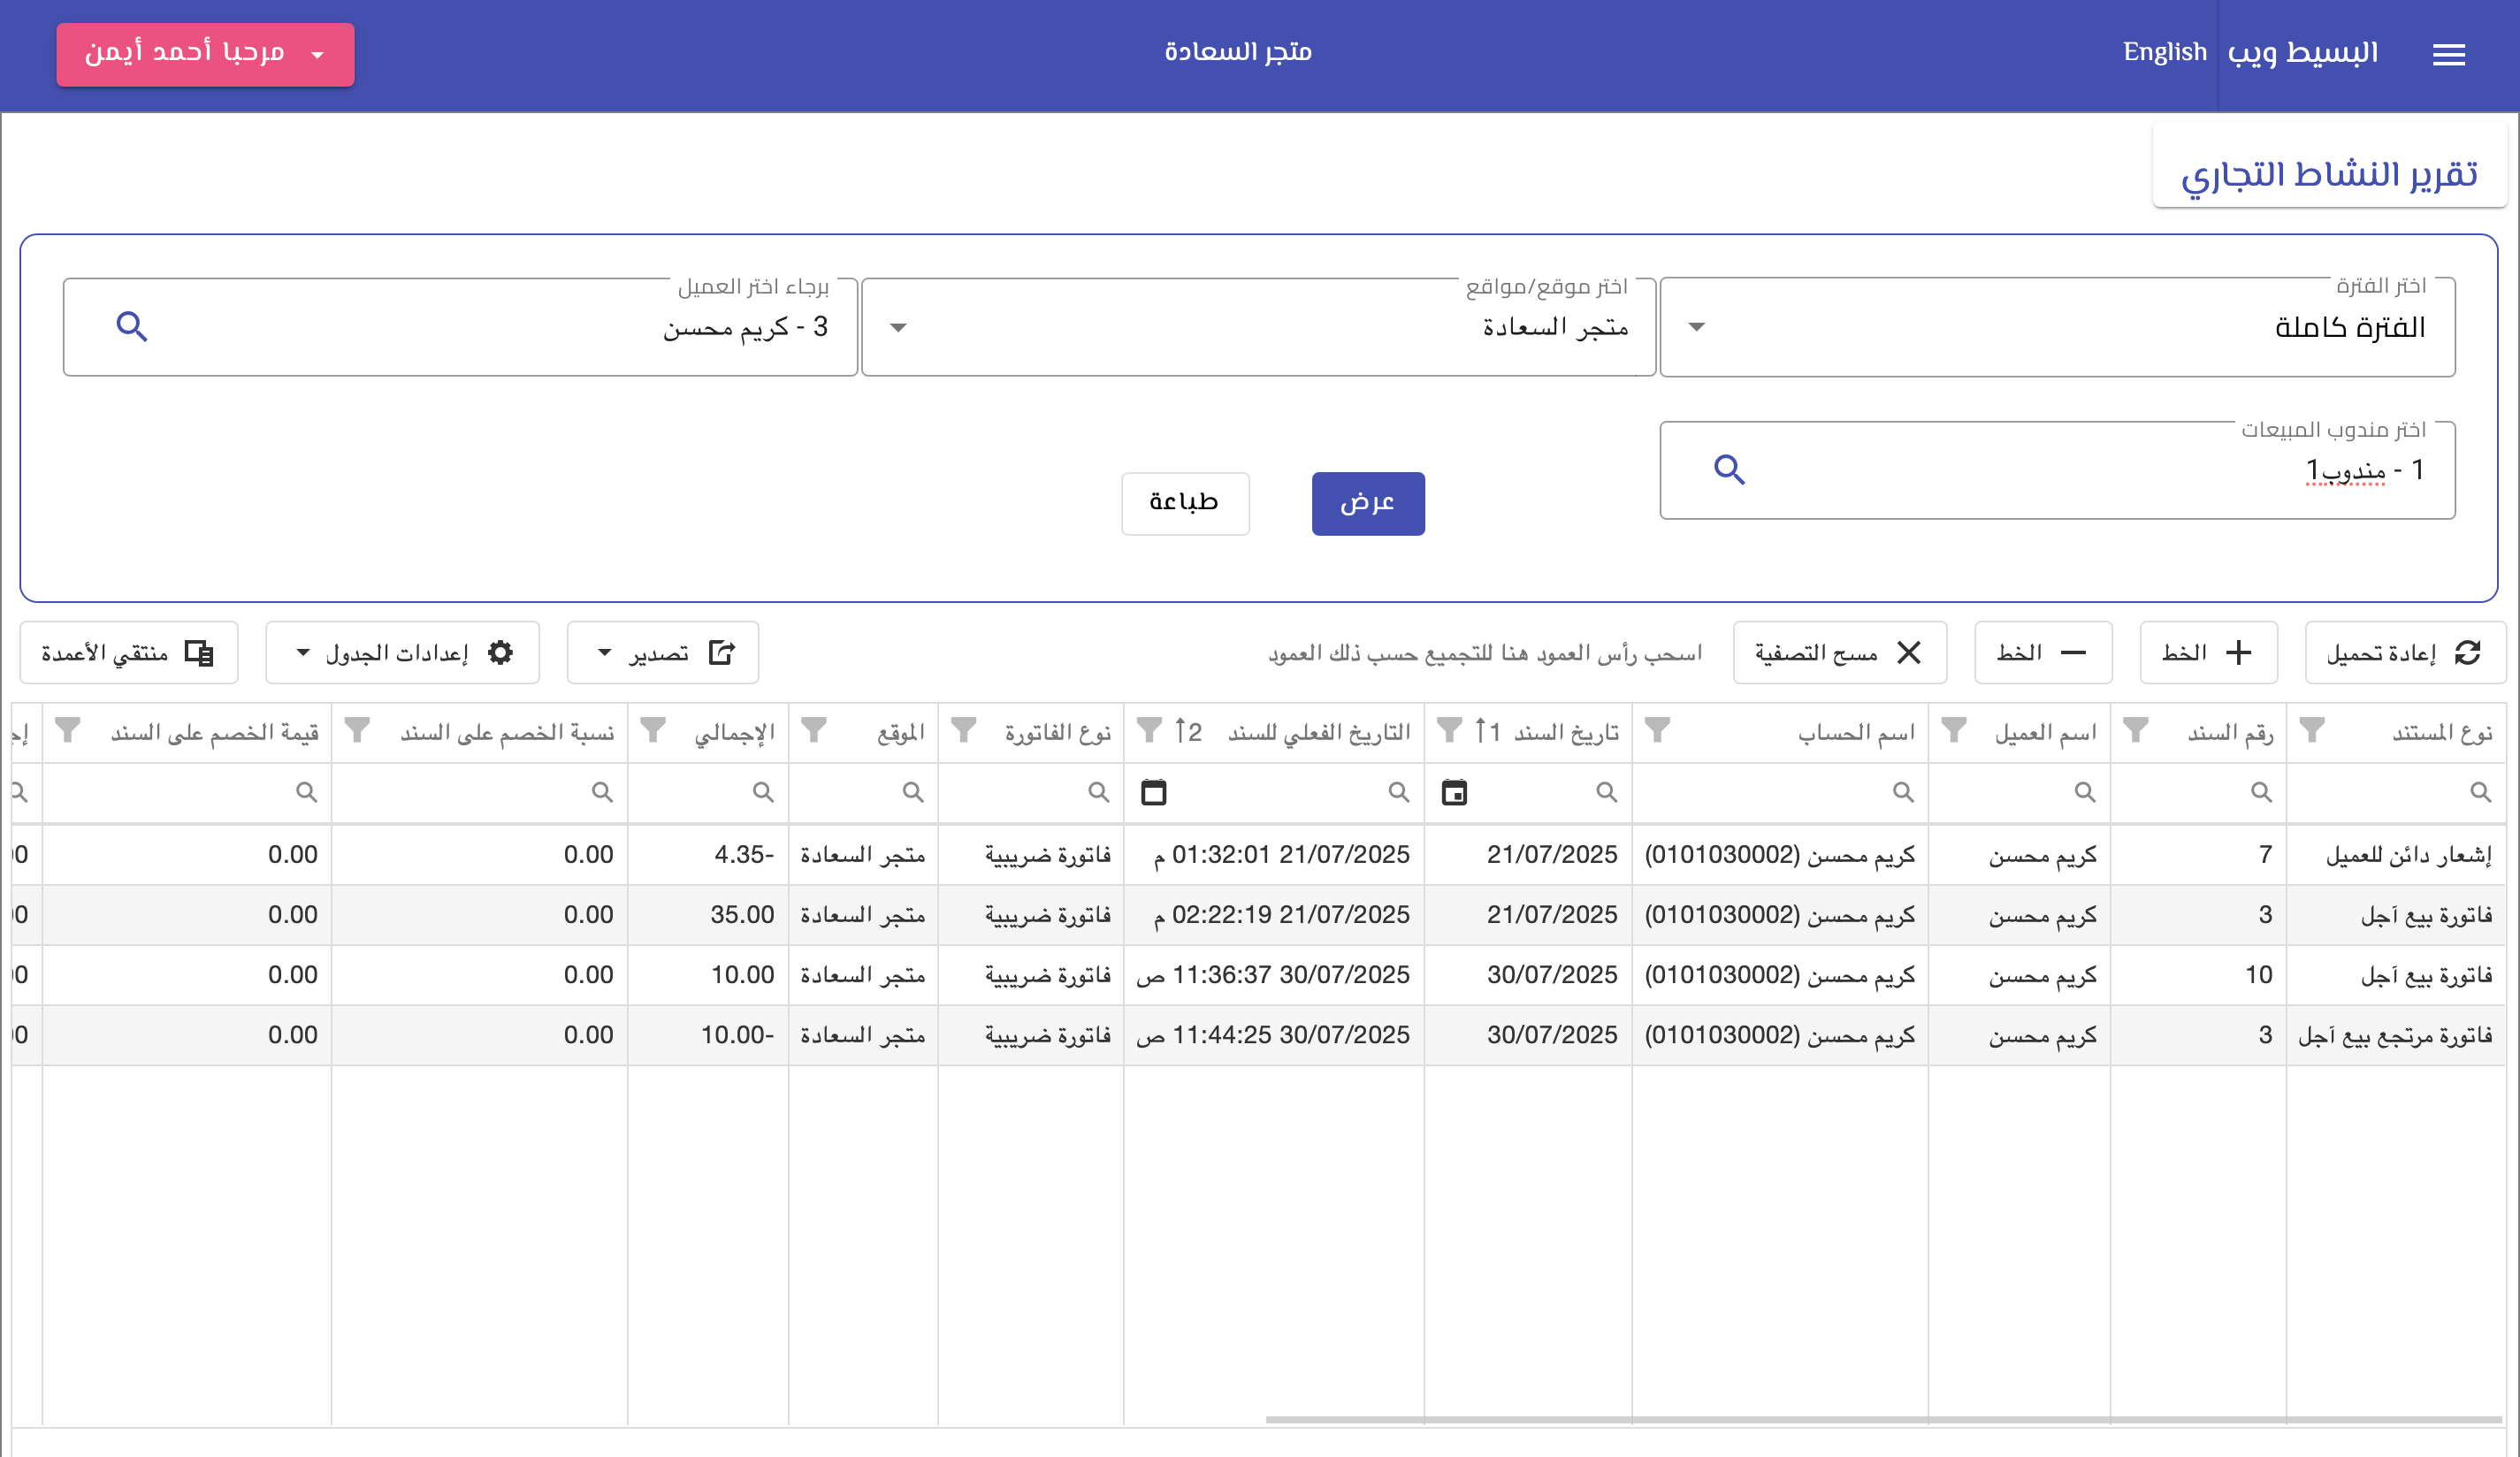 البسيط ويب English متجر السعادة مرحبا أحمد أيمن
تقرير النشاط التجاري
اختر الفترة اختر موقع/مواقع برجاء اختر العميل
الفترة كاملة متجر السعادة 3 - كريم محسن
اختر مندوب المبيعات
1 - مندوب1
عرض طباعة
إعادة تحميل الخط الخط مسح التصفية اسحب رأس العمود هنا للتجميع حسب ذلك العمود تصدير إعدادات الجدول منتقي الأعمدة
نوع المستند رقم السند اسم العميل اسم الحساب تاريخ السند 1 التاريخ الفعلي للسند 2 نوع الفاتورة الموقع الإجمالي نسبة الخصم على السند قيمة الخصم على السند
إشعار دائن للعميل 7 كريم محسن كريم محسن (0101030002) 21/07/2025 21/07/2025 01:32:01 م فاتورة ضريبية متجر السعادة -4.35 0.00 0.00
فاتورة بيع آجل 3 كريم محسن كريم محسن (0101030002) 21/07/2025 21/07/2025 02:22:19 م فاتورة ضريبية متجر السعادة 35.00 0.00 0.00
فاتورة بيع آجل 10 كريم محسن كريم محسن (0101030002) 30/07/2025 30/07/2025 11:36:37 ص فاتورة ضريبية متجر السعادة 10.00 0.00 0.00
فاتورة مرتجع بيع آجل 3 كريم محسن كريم محسن (0101030002) 30/07/2025 30/07/2025 11:44:25 ص فاتورة ضريبية متجر السعادة -10.00 0.00 0.00